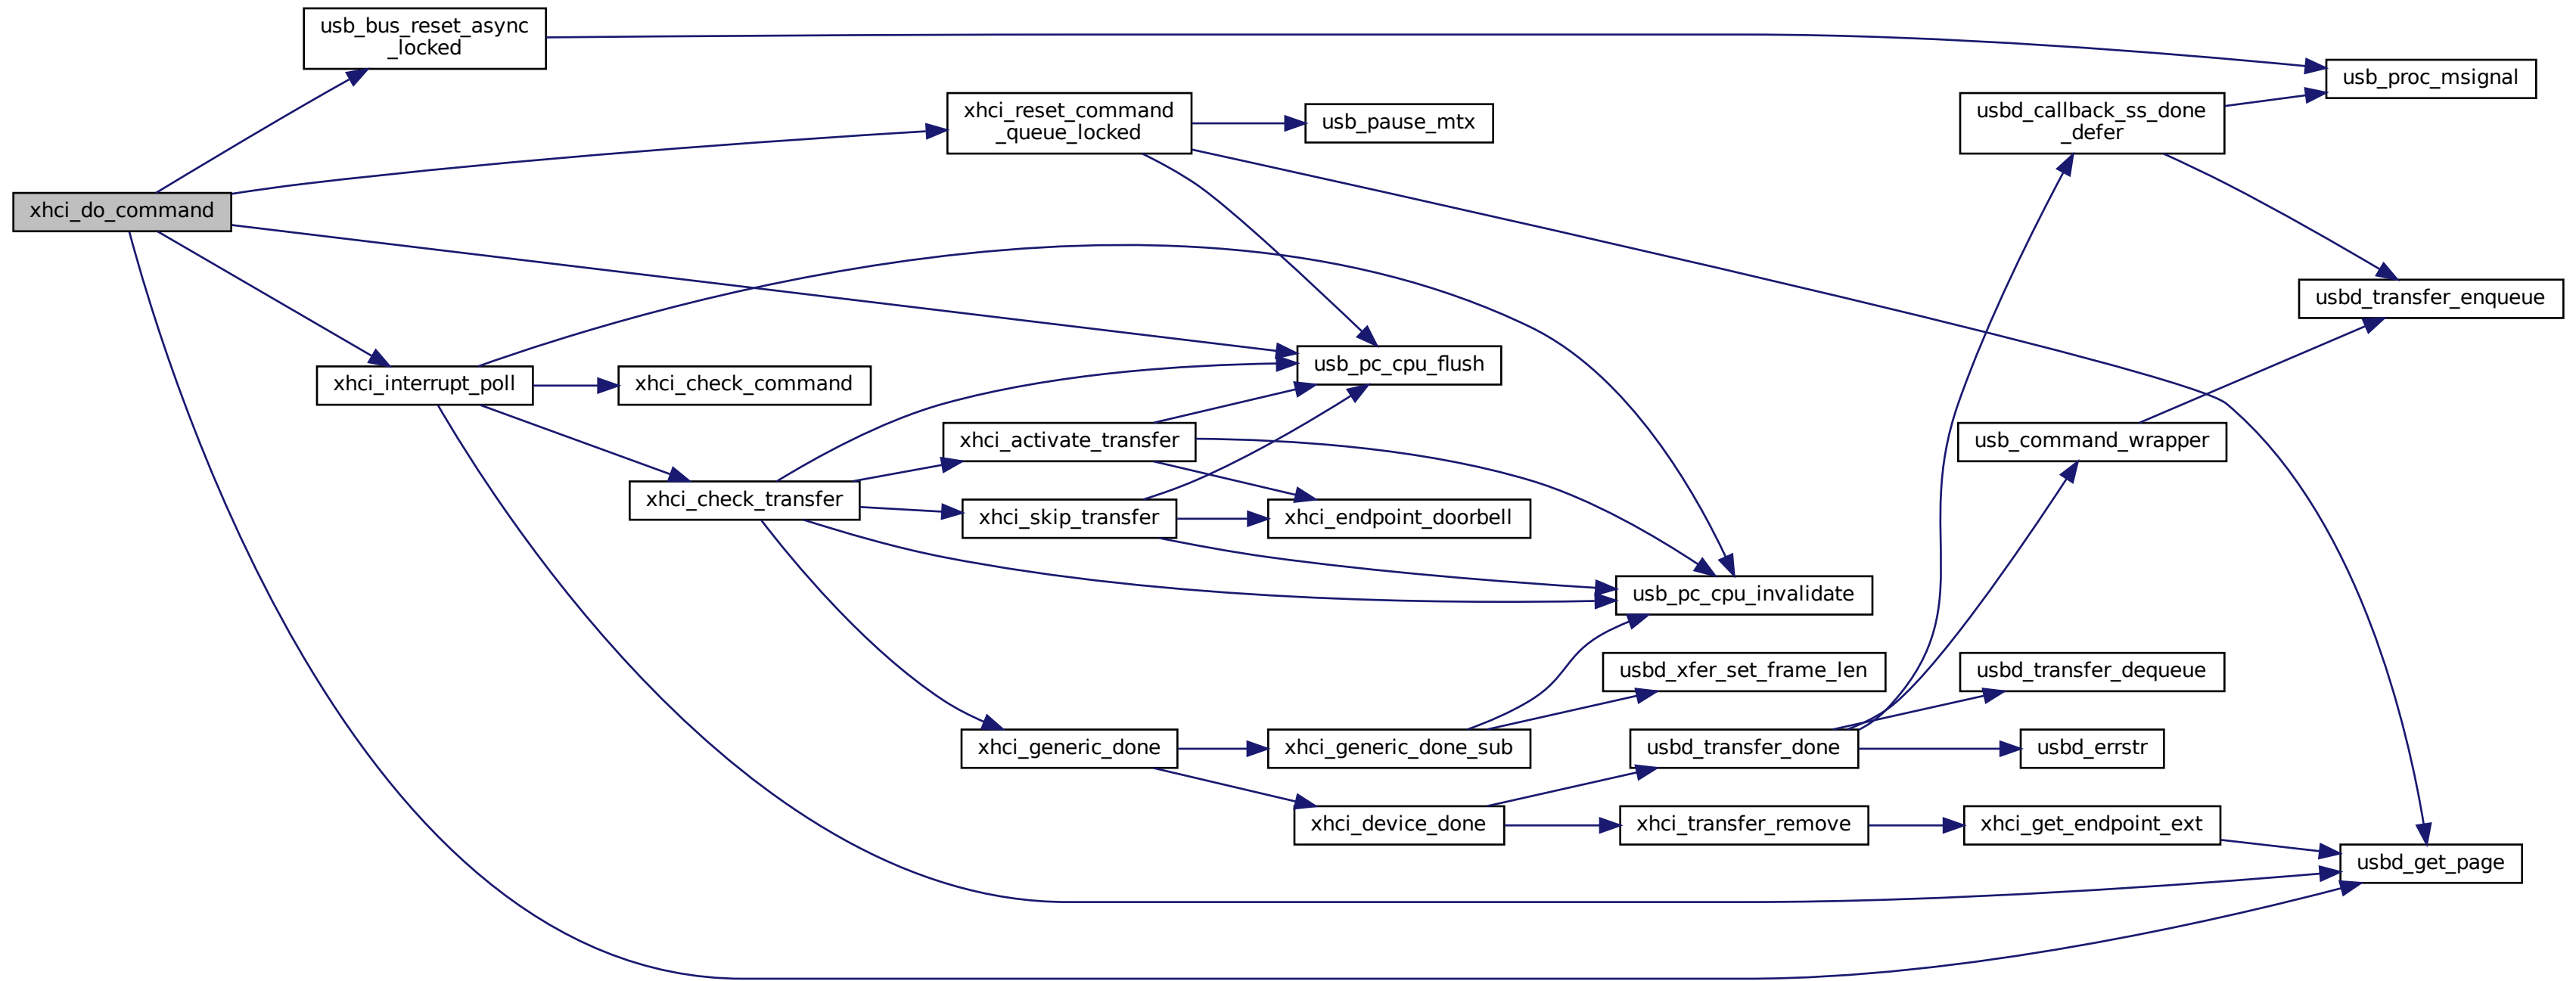 usb_bus_reset_async
_locked
usb_proc_msignal
xhci_reset_command
_queue_locked
usb_pause_mtx
usbd_callback_ss_done
_defer
xhci_do_command
usbd_transfer_enqueue
usb_pc_cpu_flush
xhci_interrupt_poll
xhci_check_command
xhci_activate_transfer
usb_command_wrapper
xhci_check_transfer
xhci_skip_transfer
xhci_endpoint_doorbell
usb_pc_cpu_invalidate
usbd_xfer_set_frame_len
usbd_transfer_dequeue
xhci_generic_done
xhci_generic_done_sub
usbd_transfer_done
usbd_errstr
xhci_device_done
xhci_transfer_remove
xhci_get_endpoint_ext
usbd_get_page